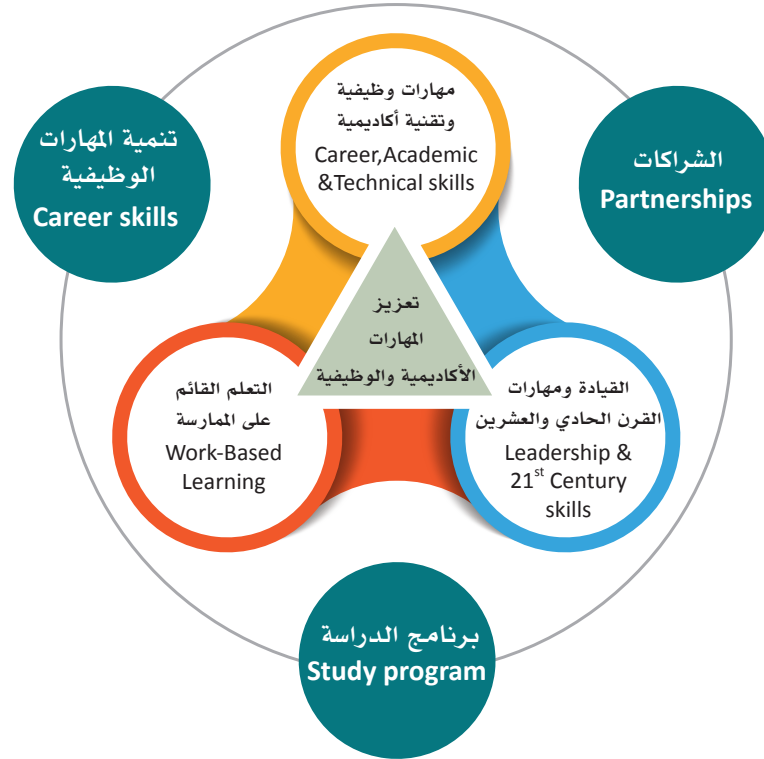 مهارات وظيفية
وتقنية أكاديمية
Career,Academic
&Technical skills
تنمية المهارات
الوظيفية
Career skills
الشراكات
Partnerships
تعزيز
المهارات
الأكاديمية والوظيفية
التعلم القائم
على الممارسة
Work-Based
Learning
القيادة ومهارات
القرن الحادي والعشرين
Leadership &
21st Century
skills
برنامج الدراسة
Study program